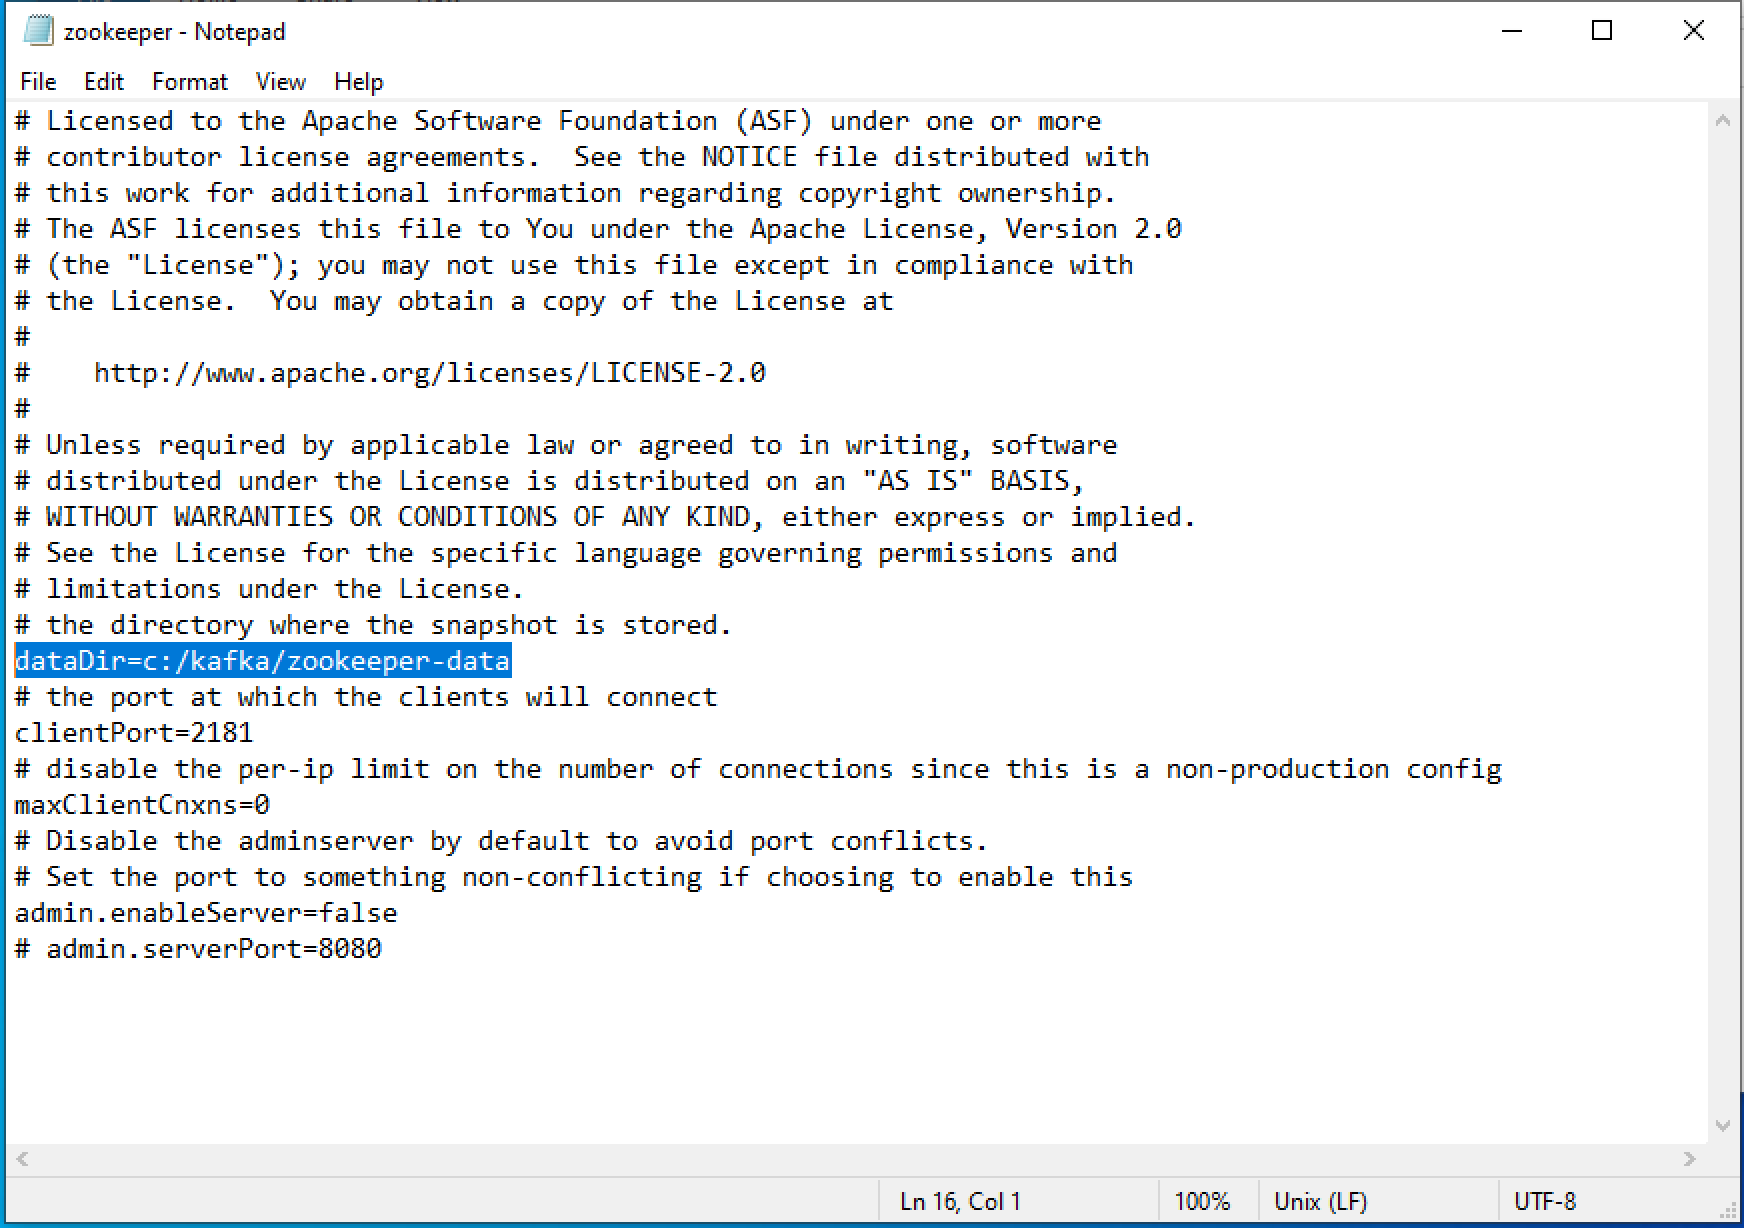 zookeeper - Notepad
File Edit Format View Help
# Licensed to the Apache Software Foundation (ASF) under one or more
# contributor license agreements.  See the NOTICE file distributed with
# this work for additional information regarding copyright ownership.
# The ASF licenses this file to You under the Apache License, Version 2.0
# (the "License"); you may not use this file except in compliance with
# the License.  You may obtain a copy of the License at
#
#    http://www.apache.org/licenses/LICENSE-2.0
#
# Unless required by applicable law or agreed to in writing, software
# distributed under the License is distributed on an "AS IS" BASIS,
# WITHOUT WARRANTIES OR CONDITIONS OF ANY KIND, either express or implied.
# See the License for the specific language governing permissions and
# limitations under the License.
# the directory where the snapshot is stored.
dataDir=c:/kafka/zookeeper-data
# the port at which the clients will connect
clientPort=2181
# disable the per-ip limit on the number of connections since this is a non-production config
maxClientCnxns=0
# Disable the adminserver by default to avoid port conflicts.
# Set the port to something non-conflicting if choosing to enable this
admin.enableServer=false
# admin.serverPort=8080
Ln 16, Col 1 100% Unix (LF) UTF-8